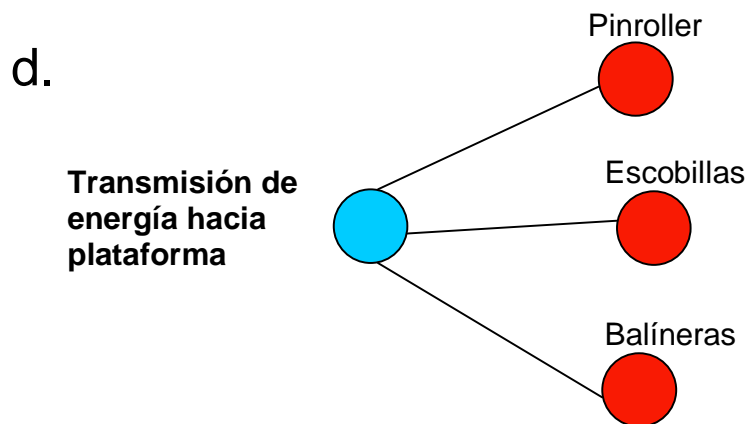 Pinroller
d.
Transmisión de
energía hacia
plataforma
Escobillas
Balíneras